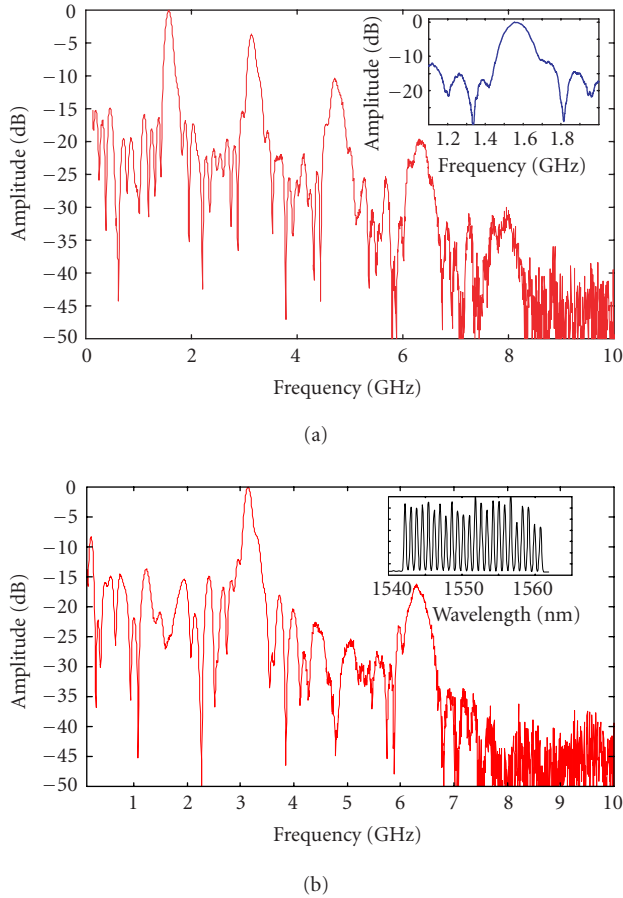 0
−5
−10
−15
−20
−25
−30
−35
−40
−45
−50
Amplitude (dB)
0 2 4 6 8 10
Frequency (GHz)
0
−10
−20
Amplitude (dB)
1.2 1.4 1.6 1.8
Frequency (GHz)
(a)
0
−5
−10
−15
−20
−25
−30
−35
−40
−45
−50
Amplitude (dB)
1 2 3 4 5 6 7 8 9 10
Frequency (GHz)
1540 1550 1560
Wavelength (nm)
(b)